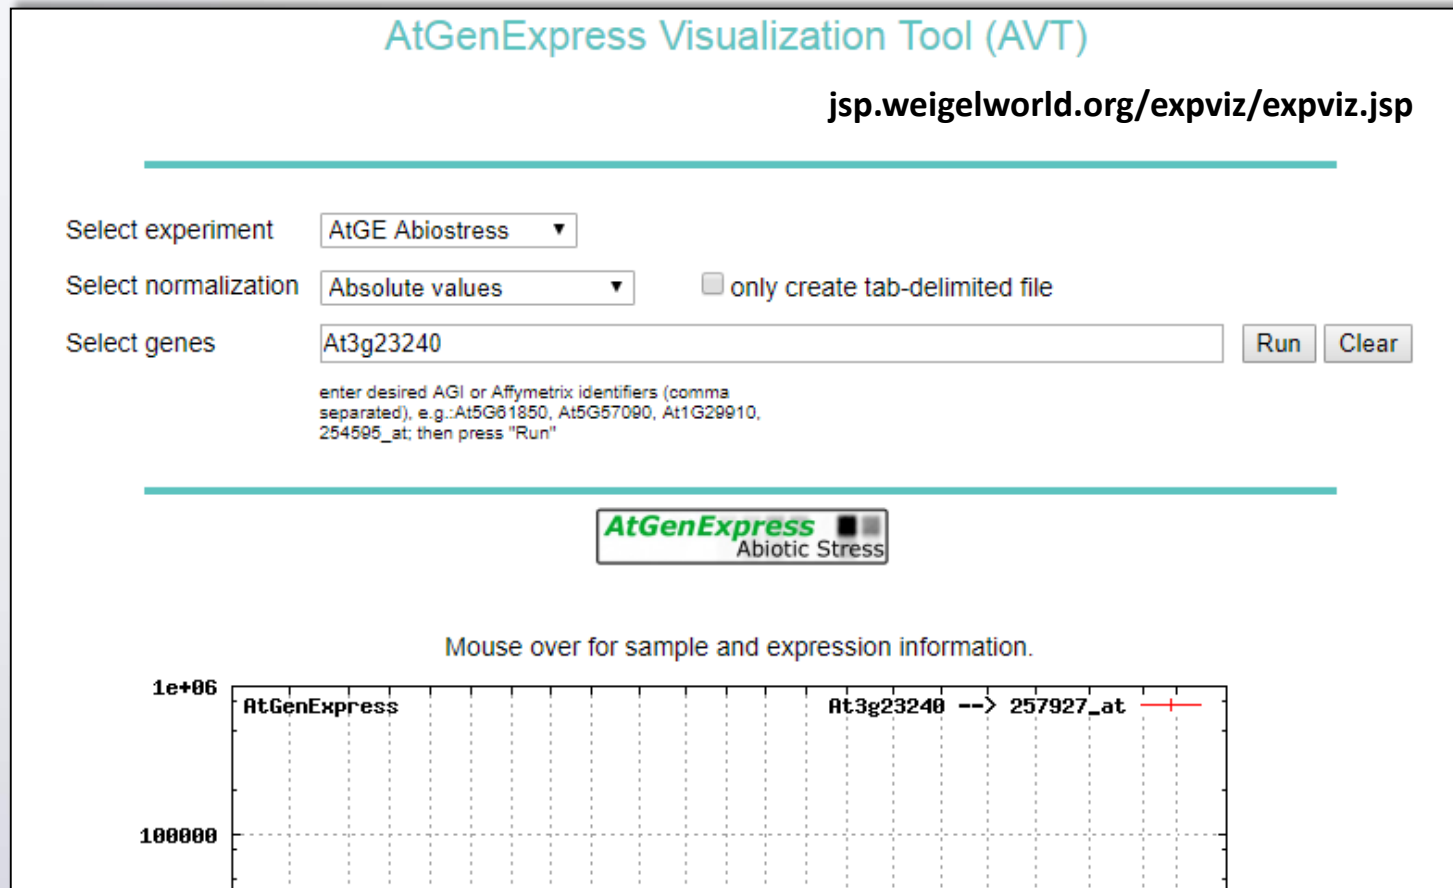 AtGenExpress Visualization Tool (AVT)
jsp.weigelworld.org/expviz/expviz.jsp
Select experiment AtGE Abiostress
Select normalization Absolute values only create tab-delimited file
Select genes At3g23240 Run Clear
enter desired AGI or Affymetrix identifiers (comma
separated), e.g.:At5G61850, At5G57090, At1G29910,
254595_at; then press "Run"
AtGenExpress
Abiotic Stress
Mouse over for sample and expression information.
1e+06
AtGenExpress At3g23240 --> 257927_at
100000